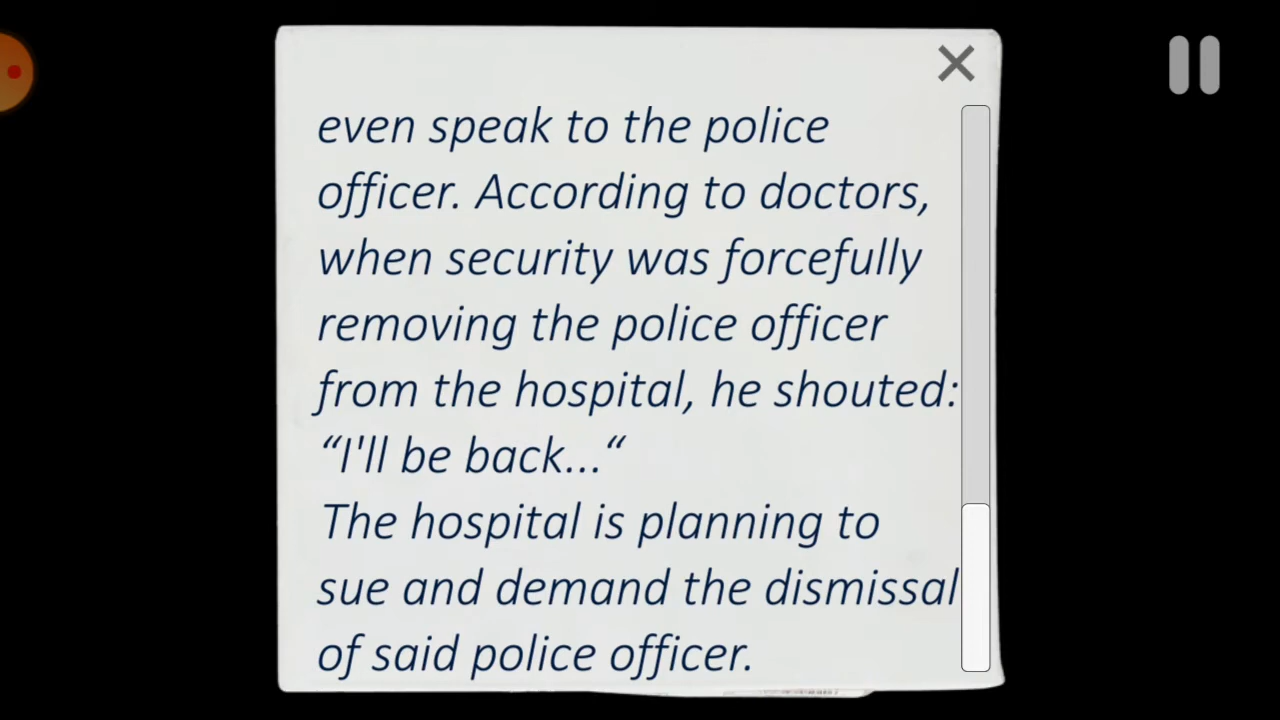 even speak to the police
officer. According to doctors,
when security was forcefully
removing the police officer
from the hospital, he shouted:
“I'll be back...“
The hospital is planning to
sue and demand the dismissal
of said police officer.